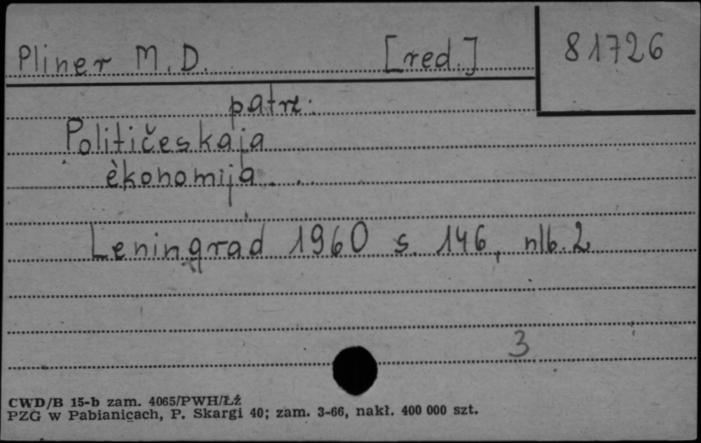 Pliner M.D. [red.] 81726
patrz:
Političeskaja
èkonomija . .
Leningrad 1960 s. 146, nlb. 2
3
CWD/B 15-b zam. 4065/PWH/Łź
PZG w Pabianicach, P. Skargi 40; zam. 3-66, nakł. 400 000 szt.